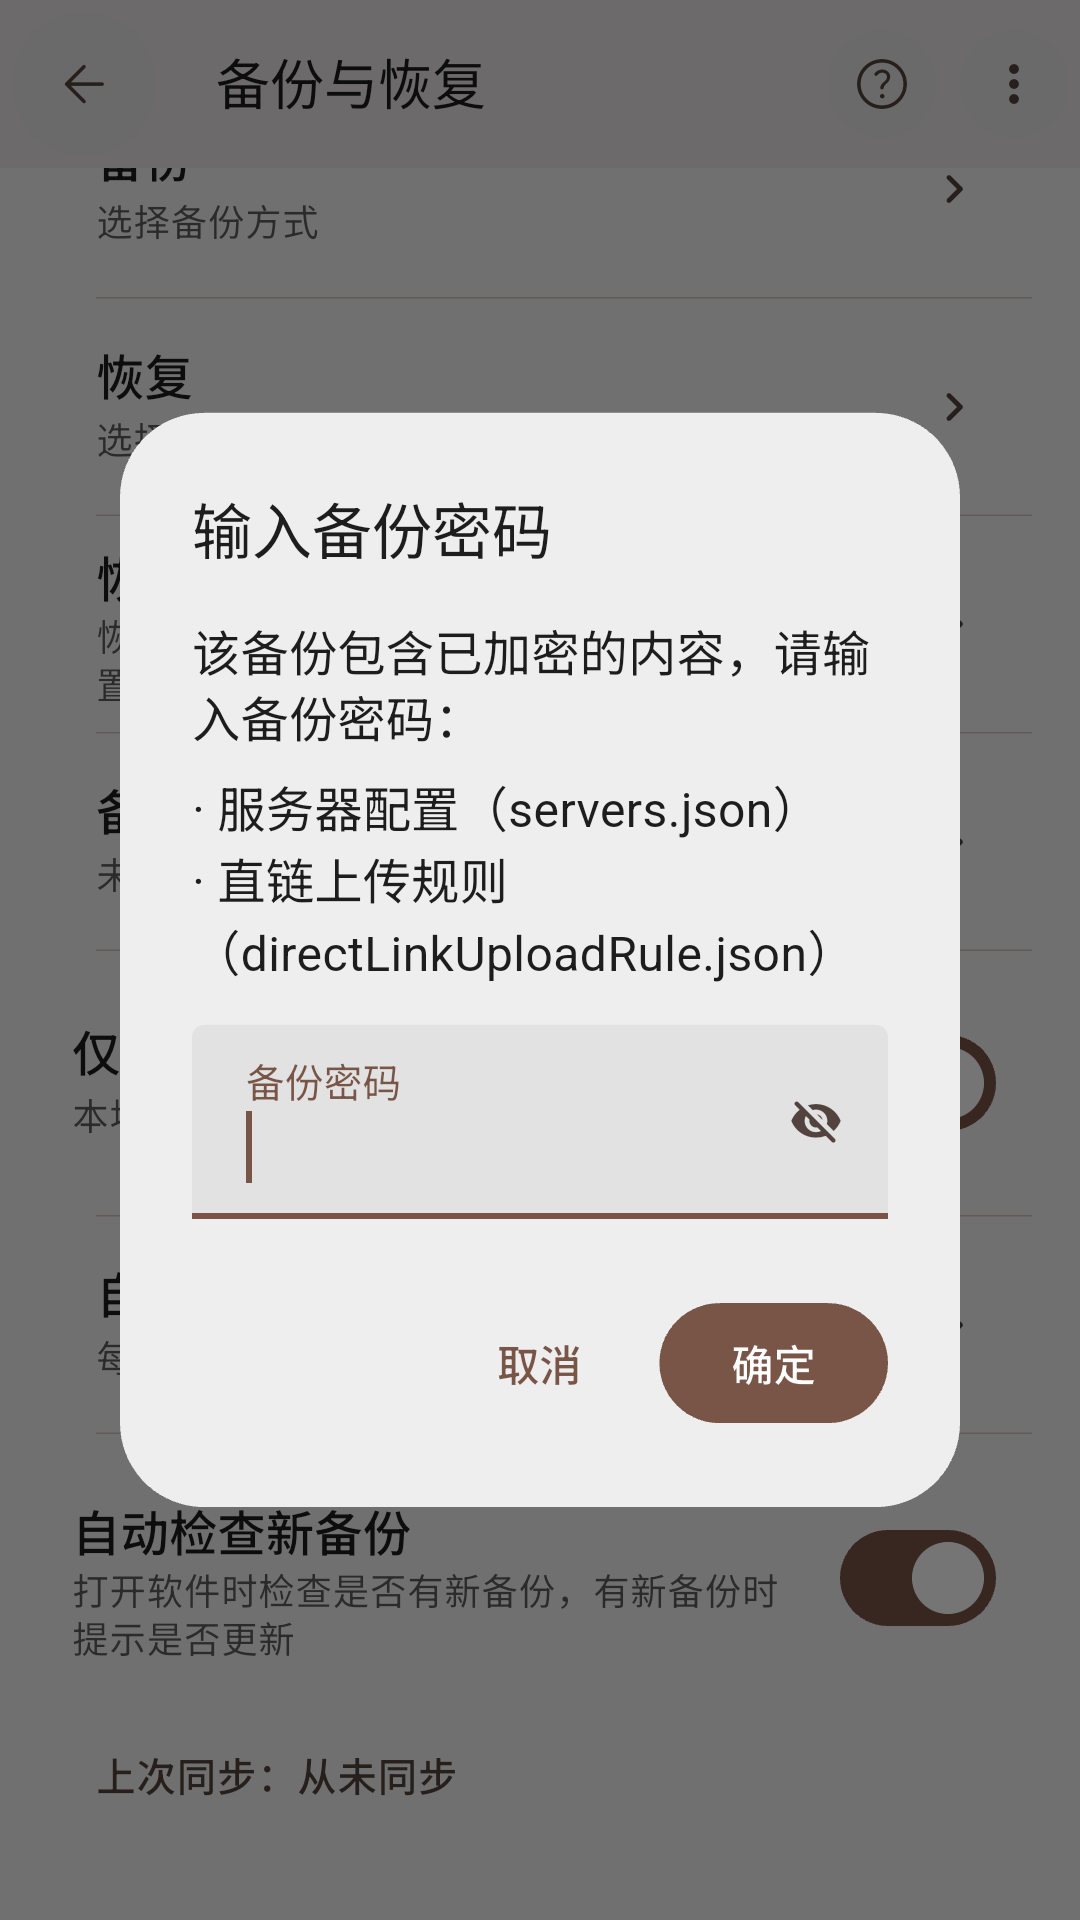 备份与恢复
备份
选择备份方式
恢复
输入备份密码
该备份包含已加密的内容，请输
入备份密码：
· 服务器配置（servers.json）
· 直链上传规则
（directLinkUploadRule.json）
备份密码
取消
确定
自动检查新备份
打开软件时检查是否有新备份，有新备份时
提示是否更新
上次同步：从未同步